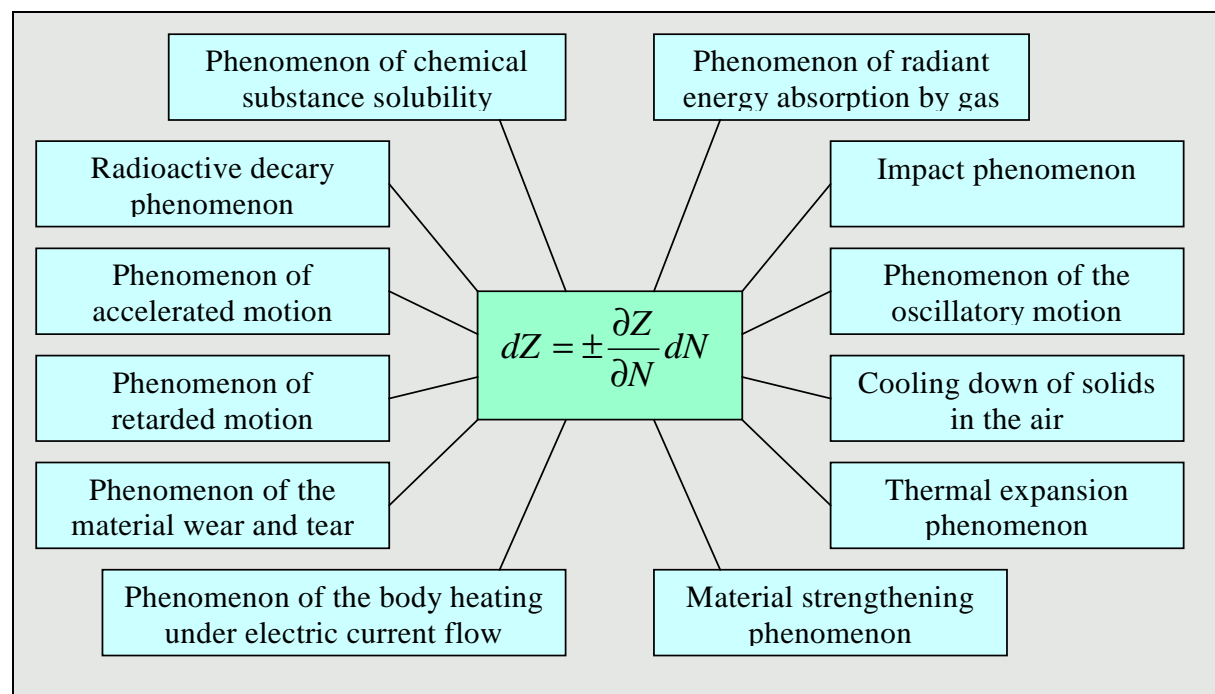 Phenomenon of chemical
substance solubility
Phenomenon of radiant
energy absorption by gas
Radioactive decary
phenomenon
Impact phenomenon
Phenomenon of
accelerated motion
Phenomenon of the
oscillatory motion
dZ = ± ∂Z/∂N dN
Phenomenon of
retarded motion
Cooling down of solids
in the air
Phenomenon of the
material wear and tear
Thermal expansion
phenomenon
Phenomenon of the body heating
under electric current flow
Material strengthening
phenomenon